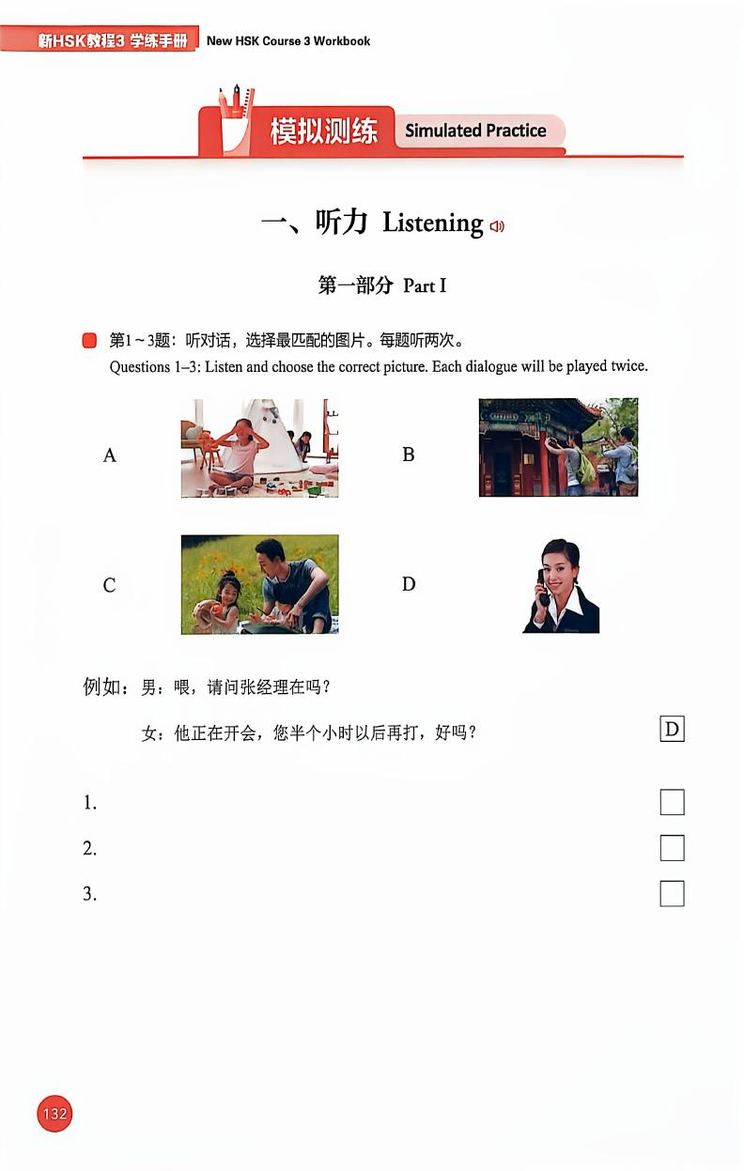 新HSK教程3 学练手册 New HSK Course 3 Workbook
模拟测练 Simulated Practice
一、听力 Listening
第一部分 Part I
第1~3题：听对话，选择最匹配的图片。每题听两次。
Questions 1–3: Listen and choose the correct picture. Each dialogue will be played twice.
A
B
C
D
例如：男：喂，请问张经理在吗？
女：他正在开会，您半个小时以后再打，好吗？ D
1.
2.
3.
132